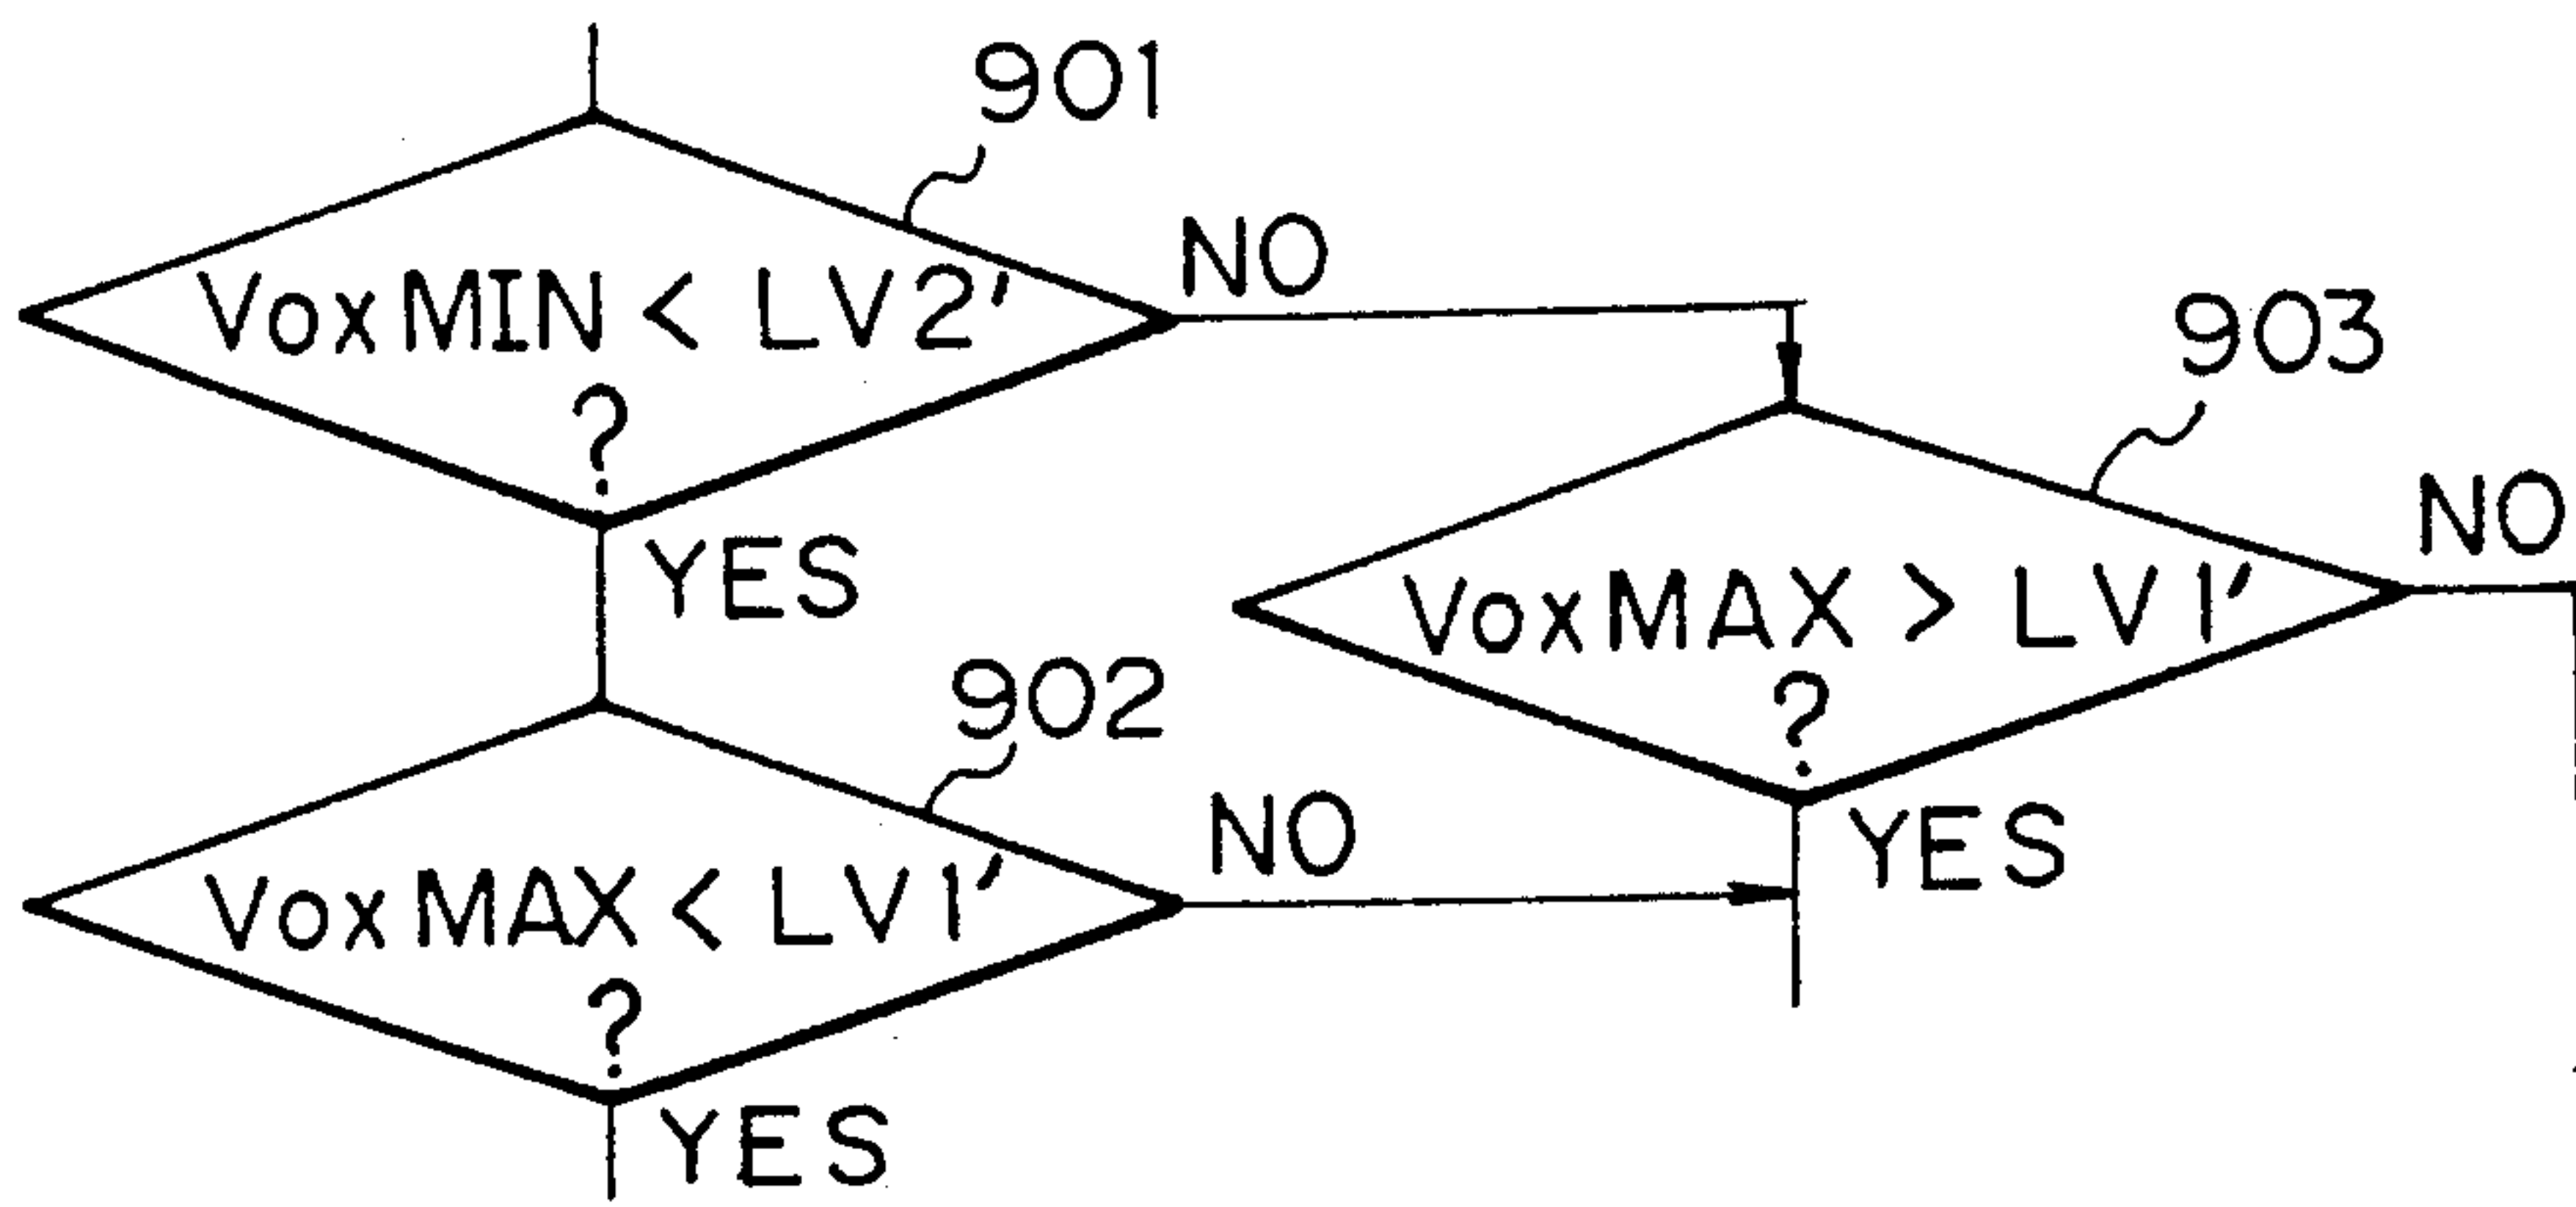 901
VoxMIN < LV2'
?
NO
YES
903
VoxMAX > LV1'
?
NO
YES
902
VoxMAX < LV1'
?
NO
YES